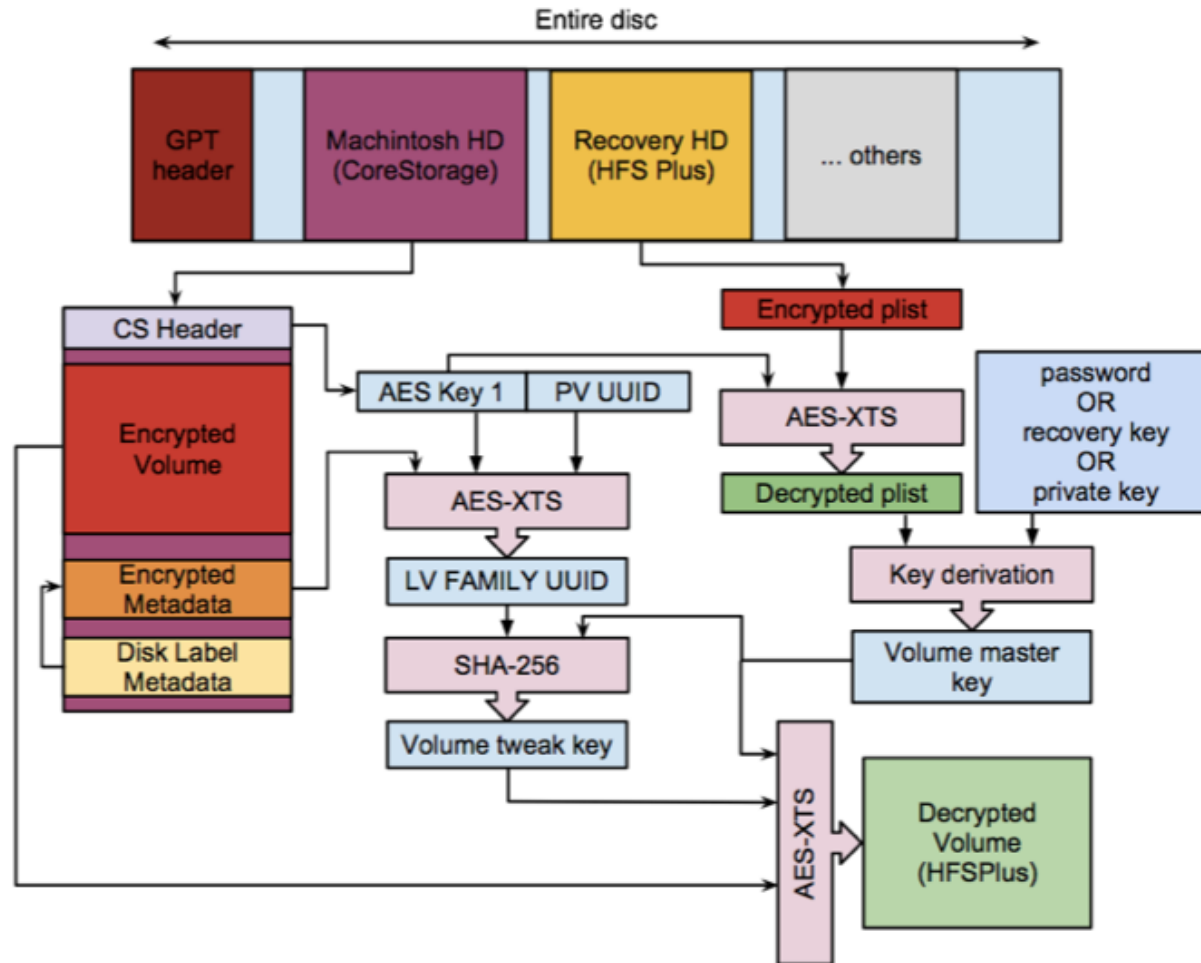 Entire disc
GPT
header
Machintosh HD
(CoreStorage)
Recovery HD
(HFS Plus)
... others
CS Header
Encrypted
Volume
Encrypted
Metadata
Disk Label
Metadata
AES Key 1
PV UUID
AES-XTS
LV FAMILY UUID
SHA-256
Volume tweak key
Encrypted plist
AES-XTS
Decrypted plist
password
OR
recovery key
OR
private key
Key derivation
Volume master
key
AES-XTS
Decrypted
Volume
(HFSPlus)